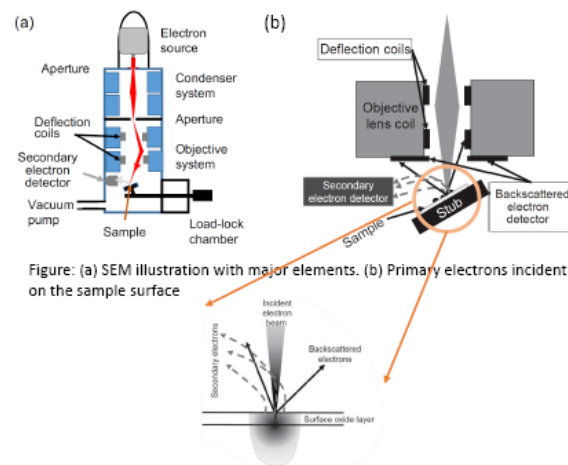 (a)
Electron
source
Aperture
Condenser
system
Aperture
Deflection
coils
Objective
system
Secondary
electron
detector
Vacuum
pump
Sample
Load-lock
chamber
(b)
Deflection coils
Objective
lens coil
Secondary
electron detector
Backscattered
electron
detector
Stub
Sample
Figure: (a) SEM illustration with major elements. (b) Primary electrons incident
on the sample surface
Incident
electron
beam
Secondary
electrons
Backscattered
electrons
Surface oxide layer